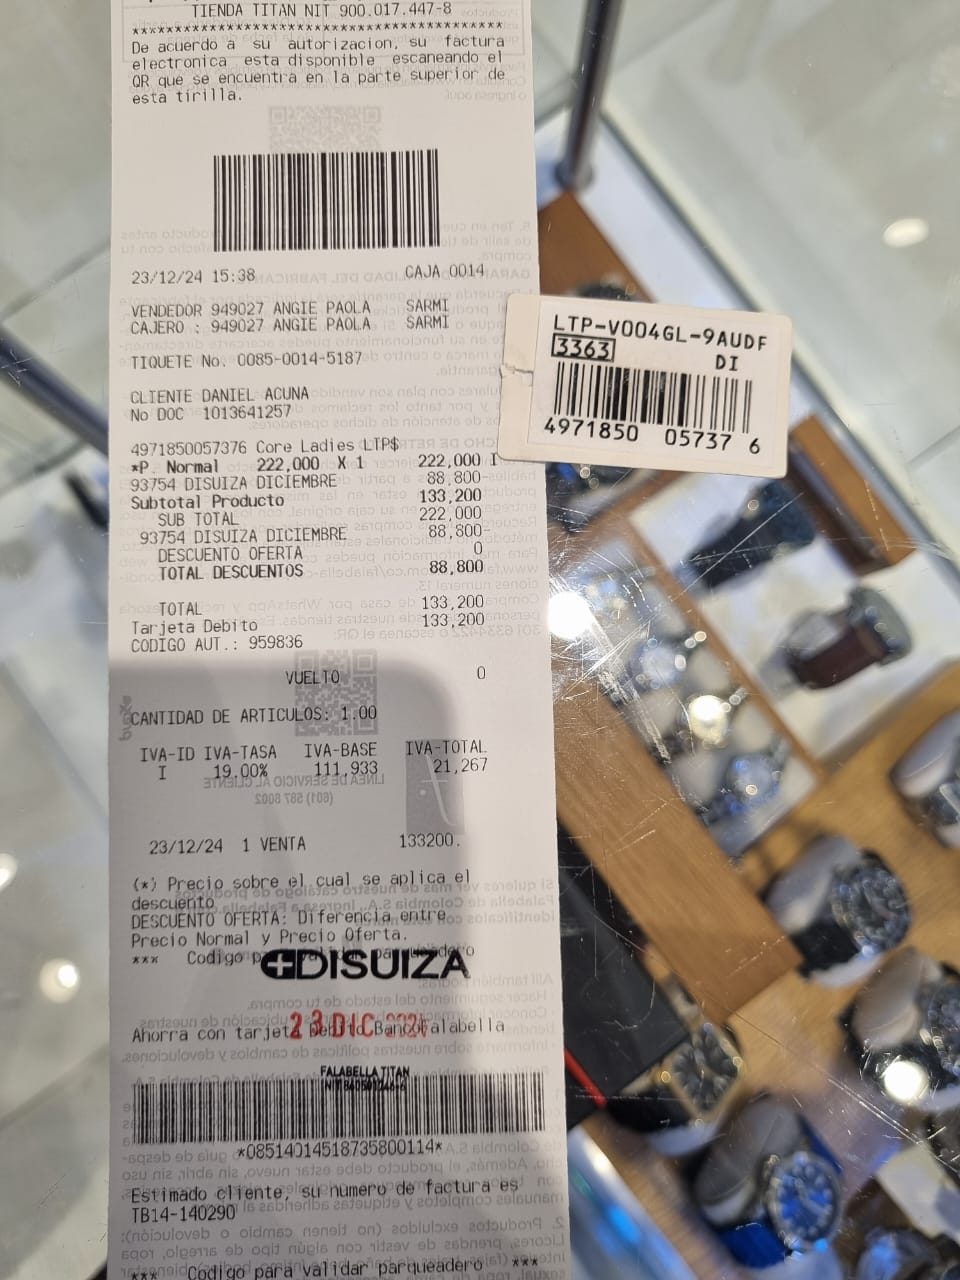 TIENDA TITAN NIT 900.017.447-8
******************************************
De acuerdo a su autorizacion, su factura
electronica esta disponible escaneando el
QR que se encuentra en la parte superior de
esta tirilla.
23/12/24 15:38 CAJA 0014
VENDEDOR 949027 ANGIE PAOLA SARMI
CAJERO : 949027 ANGIE PAOLA SARMI
TIQUETE No. 0085-0014-5187
CLIENTE DANIEL ACUNA
No DOC 1013641257
4971850057376 Core Ladies LTP$
*P. Normal 222,000 X 1 222,000 I
93754 DISUIZA DICIEMBRE 88,800-
Subtotal Producto 133,200
SUB TOTAL 222,000
93754 DISUIZA DICIEMBRE 88,800-
DESCUENTO OFERTA 0
TOTAL DESCUENTOS 88,800
TOTAL 133,200
Tarjeta Debito 133,200
CODIGO AUT.: 959836
VUELTO 0
CANTIDAD DE ARTICULOS: 1.00
IVA-ID IVA-TASA IVA-BASE IVA-TOTAL
I 19.00% 111,933 21,267
23/12/24 1 VENTA 133200.
(*) Precio sobre el cual se aplica el
descuento
DESCUENTO OFERTA: Diferencia entre
Precio Normal y Precio Oferta.
*** Codigo
DISUIZA
23 DIC 2024
Ahorra con tarjeta Debito Banco Falabella
FALABELLA TITAN
*08514014518735800114*
Estimado cliente, su numero de factura es
TB14-140290
*** Codigo para validar parqueadero ***
LTP-V004GL-9AUDF
3363 DI
4971850 05737 6